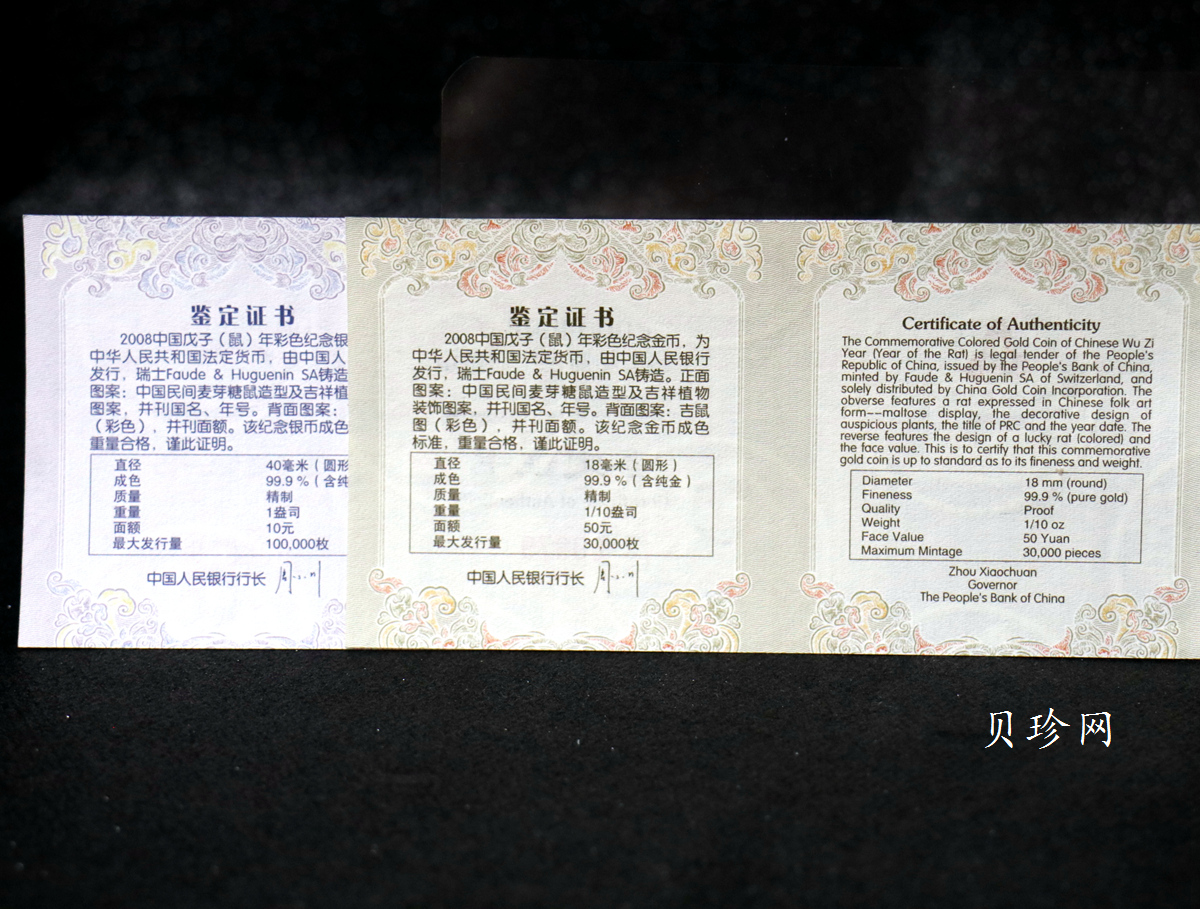 鉴定证书
2008中国戊子（鼠）年彩色纪念银
中华人民共和国法定货币，由中国人
发行，瑞士Faude & Huguenin SA铸造
图案：中国民间麦芽糖鼠造型及吉祥植
图案，并刊国名、年号。背面图案：
（彩色），并刊面额。该纪念银币成色
重量合格，谨此证明。
直径 40毫米（圆形
成色 99.9％（含纯
质量 精制
重量 1盎司
面额 10元
最大发行量 100,000枚
中国人民银行行长
鉴定证书
2008中国戊子（鼠）年彩色纪念金币，为
中华人民共和国法定货币，由中国人民银行
发行，瑞士Faude & Huguenin SA铸造。正面
图案：中国民间麦芽糖鼠造型及吉祥植物
装饰图案，并刊国名、年号。背面图案：吉鼠
图（彩色），并刊面额。该纪念金币成色
标准，重量合格，谨此证明。
直径 18毫米（圆形）
成色 99.9％（含纯金）
质量 精制
重量 1/10盎司
面额 50元
最大发行量 30,000枚
中国人民银行行长
Certificate of Authenticity
The Commemorative Colored Gold Coin of Chinese Wu Zi
Year (Year of the Rat) is legal tender of the People's
Republic of China, issued by the People's Bank of China,
minted by Faude & Huguenin SA of Switzerland, and
solely distributed by China Gold Coin Incorporation. The
obverse features a rat expressed in Chinese folk art
form--maltose display, the decorative design of
auspicious plants, the title of PRC and the year date. The
reverse features the design of a lucky rat (colored) and
the face value. This is to certify that this commemorative
gold coin is up to standard as to its fineness and weight.
Diameter 18 mm (round)
Fineness 99.9 % (pure gold)
Quality Proof
Weight 1/10 oz
Face Value 50 Yuan
Maximum Mintage 30,000 pieces
Zhou Xiaochuan
Governor
The People's Bank of China
贝珍网